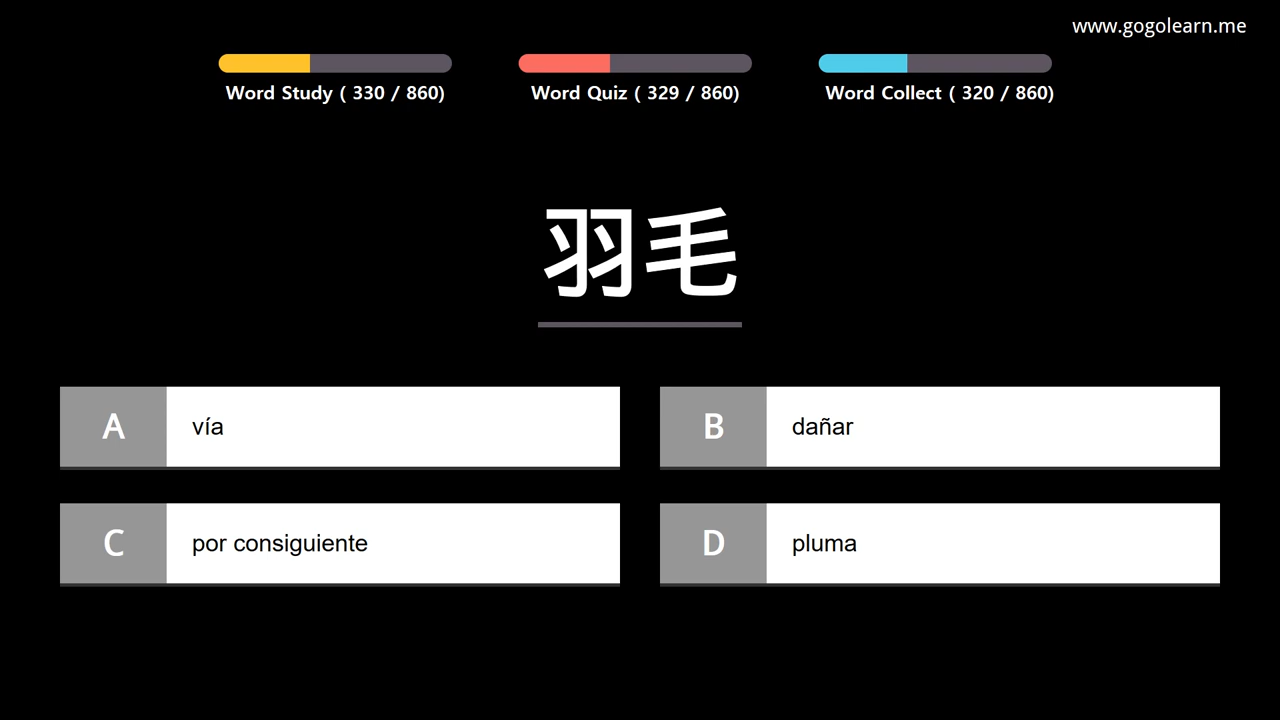 www.gogolearn.me
Word Study ( 330 / 860)
Word Quiz ( 329 / 860)
Word Collect ( 320 / 860)
羽毛
A vía
B dañar
C por consiguiente
D pluma